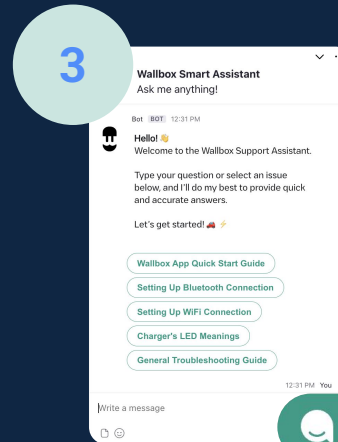 3
Wallbox Smart Assistant
Ask me anything!
Bot BOT 12:31 PM
Hello! 👋
Welcome to the Wallbox Support Assistant.
Type your question or select an issue
below, and I'll do my best to provide quick
and accurate answers.
Let's get started! 🚗 ⚡
Wallbox App Quick Start Guide
Setting Up Bluetooth Connection
Setting Up WiFi Connection
Charger's LED Meanings
General Troubleshooting Guide
12:31 PM You
Write a message